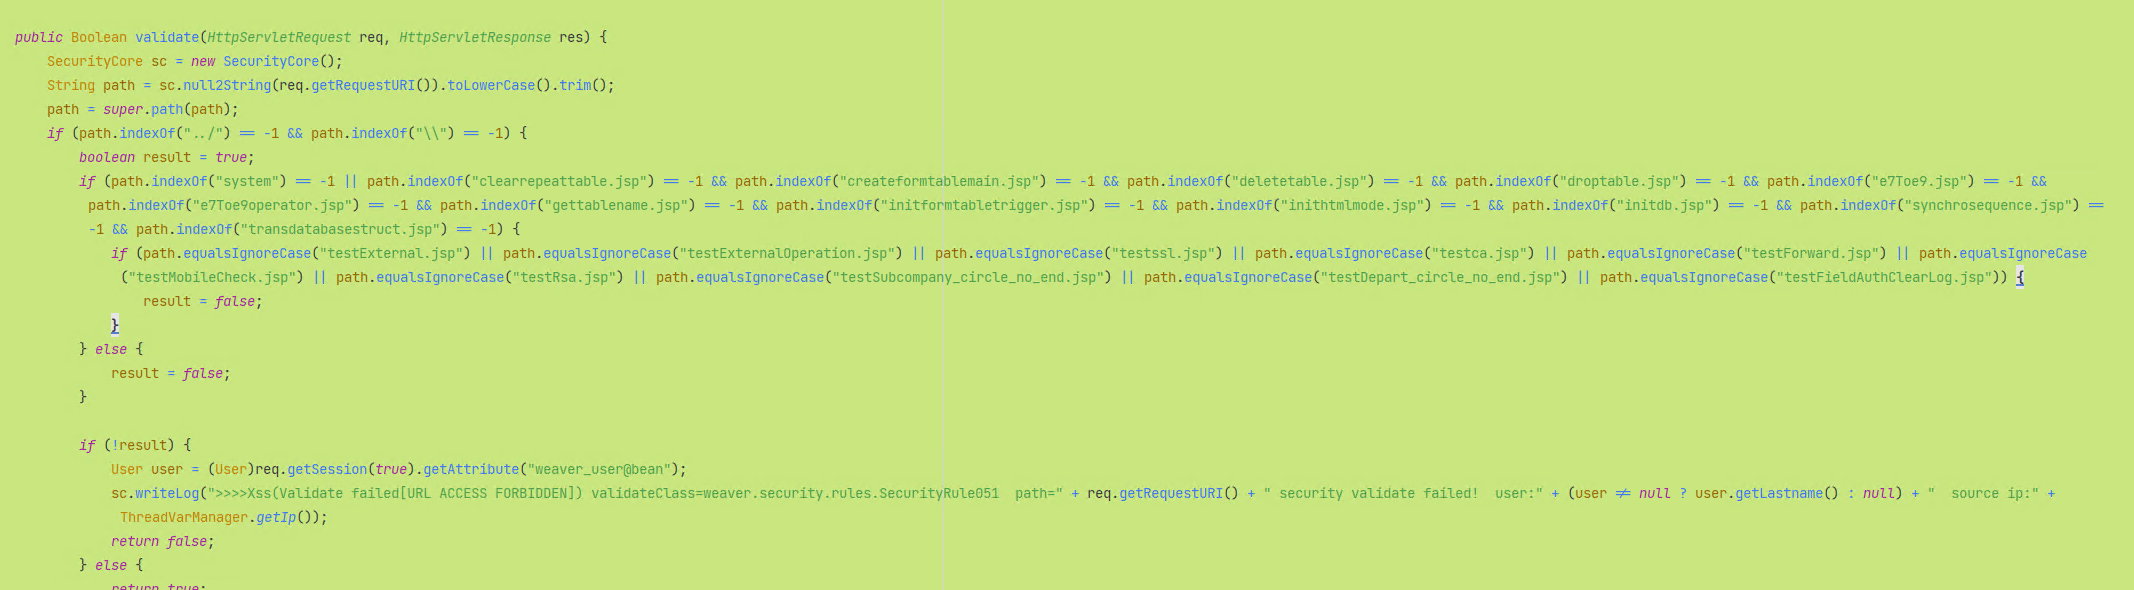 public Boolean validate(HttpServletRequest req, HttpServletResponse res) {
    SecurityCore sc = new SecurityCore();
    String path = sc.null2String(req.getRequestURI()).toLowerCase().trim();
    path = super.path(path);
    if (path.indexOf("../") == -1 && path.indexOf("\\") == -1) {
        boolean result = true;
        if (path.indexOf("system") == -1 || path.indexOf("clearrepeattable.jsp") == -1 && path.indexOf("createformtablemain.jsp") == -1 && path.indexOf("deletetable.jsp") == -1 && path.indexOf("droptable.jsp") == -1 && path.indexOf("e7Toe9.jsp") == -1 &&
         path.indexOf("e7Toe9operator.jsp") == -1 && path.indexOf("gettablename.jsp") == -1 && path.indexOf("initformtabletrigger.jsp") == -1 && path.indexOf("inithtmlmode.jsp") == -1 && path.indexOf("initdb.jsp") == -1 && path.indexOf("synchrosequence.jsp") ==
         -1 && path.indexOf("transdatabasestruct.jsp") == -1) {
            if (path.equalsIgnoreCase("testExternal.jsp") || path.equalsIgnoreCase("testExternalOperation.jsp") || path.equalsIgnoreCase("testssl.jsp") || path.equalsIgnoreCase("testca.jsp") || path.equalsIgnoreCase("testForward.jsp") || path.equalsIgnoreCase
             ("testMobileCheck.jsp") || path.equalsIgnoreCase("testRsa.jsp") || path.equalsIgnoreCase("testSubcompany_circle_no_end.jsp") || path.equalsIgnoreCase("testDepart_circle_no_end.jsp") || path.equalsIgnoreCase("testFieldAuthClearLog.jsp")) {
                result = false;
            }
        } else {
            result = false;
        }
        if (!result) {
            User user = (User)req.getSession(true).getAttribute("weaver_user@bean");
            sc.writeLog(">>>>Xss(Validate failed[URL ACCESS FORBIDDEN]) validateClass=weaver.security.rules.SecurityRule051  path=" + req.getRequestURI() + " security validate failed!  user:" + (user != null ? user.getLastname() : null) + "  source ip:" +
             ThreadVarManager.getIp());
            return false;
        } else {
            return true;